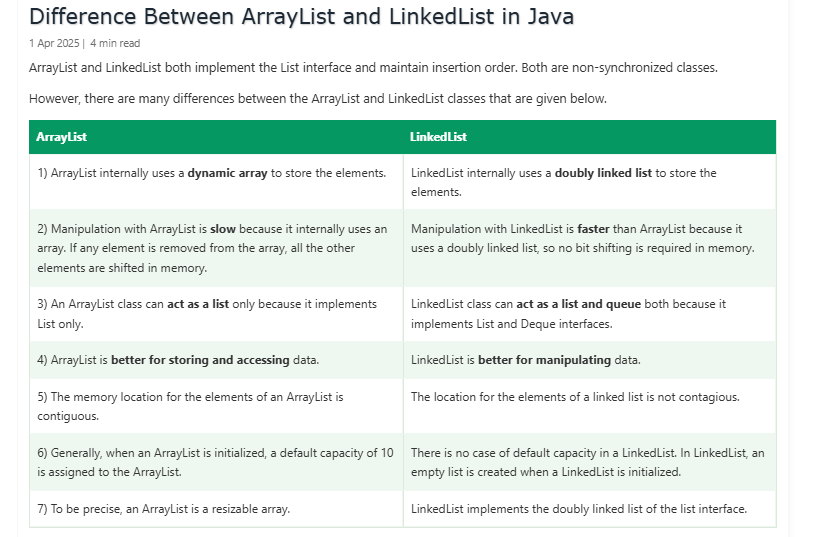 Difference Between ArrayList and LinkedList in Java
1 Apr 2025 | 4 min read
ArrayList and LinkedList both implement the List interface and maintain insertion order. Both are non-synchronized classes.
However, there are many differences between the ArrayList and LinkedList classes that are given below.
ArrayList
LinkedList
1) ArrayList internally uses a dynamic array to store the elements.
LinkedList internally uses a doubly linked list to store the
elements.
2) Manipulation with ArrayList is slow because it internally uses an
array. If any element is removed from the array, all the other
elements are shifted in memory.
Manipulation with LinkedList is faster than ArrayList because it
uses a doubly linked list, so no bit shifting is required in memory.
3) An ArrayList class can act as a list only because it implements
List only.
LinkedList class can act as a list and queue both because it
implements List and Deque interfaces.
4) ArrayList is better for storing and accessing data.
LinkedList is better for manipulating data.
5) The memory location for the elements of an ArrayList is
contiguous.
The location for the elements of a linked list is not contagious.
6) Generally, when an ArrayList is initialized, a default capacity of 10
is assigned to the ArrayList.
There is no case of default capacity in a LinkedList. In LinkedList, an
empty list is created when a LinkedList is initialized.
7) To be precise, an ArrayList is a resizable array.
LinkedList implements the doubly linked list of the list interface.